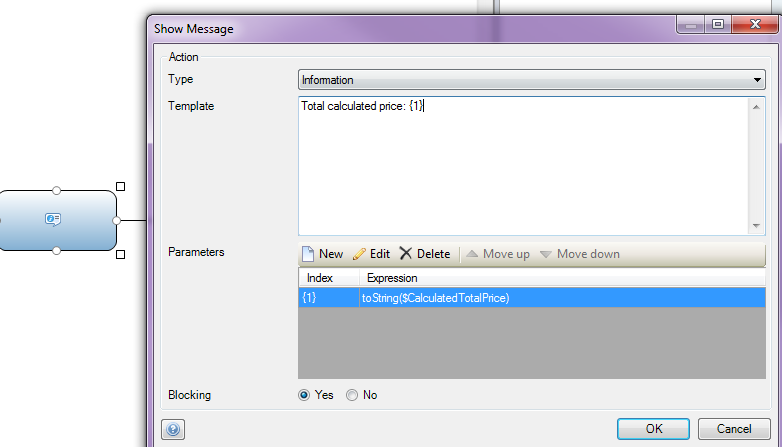 Show Message
Action
Type
Information
Template
Total calculated price: {1}
Parameters
New Edit Delete Move up Move down
Index Expression
{1} toString($CalculatedTotalPrice)
Blocking
Yes No
OK Cancel